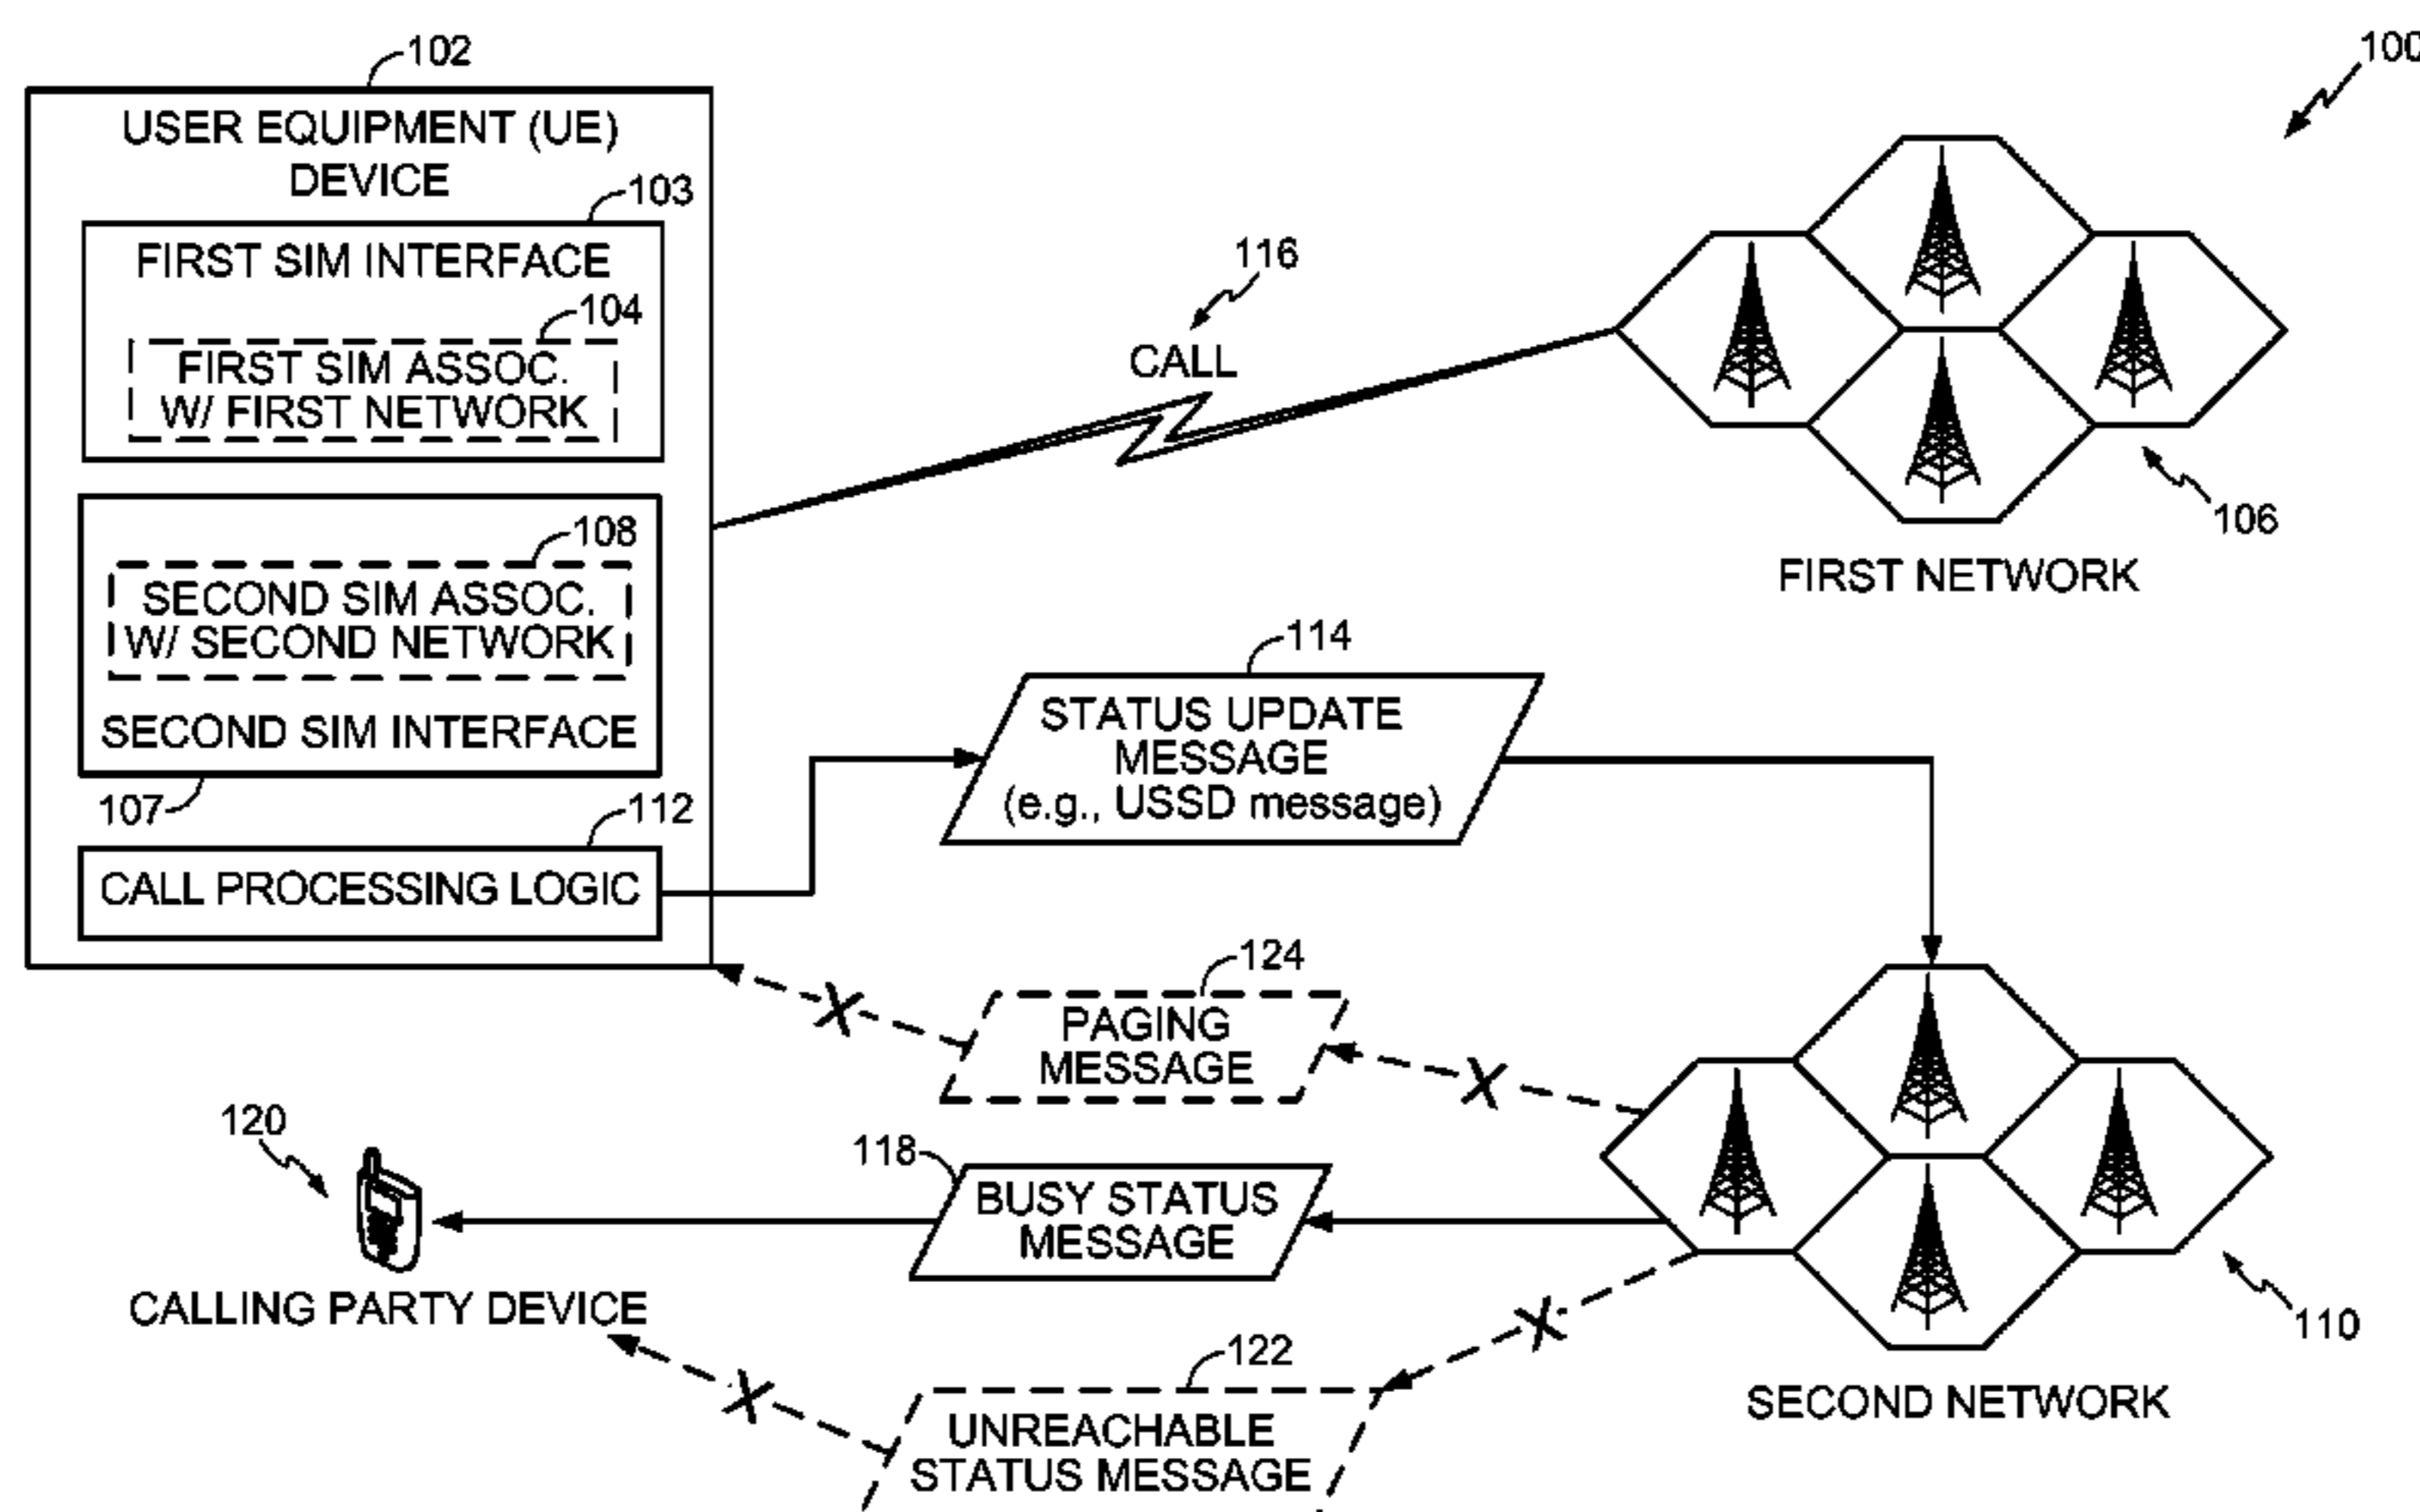 100
102
USER EQUIPMENT (UE)
DEVICE
103
FIRST SIM INTERFACE
104
FIRST SIM ASSOC.
W/ FIRST NETWORK
108
SECOND SIM ASSOC.
W/ SECOND NETWORK
SECOND SIM INTERFACE
107
112
CALL PROCESSING LOGIC
116
CALL
106
FIRST NETWORK
114
STATUS UPDATE
MESSAGE
(e.g., USSD message)
124
PAGING
MESSAGE
X
X
120
CALLING PARTY DEVICE
118
BUSY STATUS
MESSAGE
110
SECOND NETWORK
X
X
122
UNREACHABLE
STATUS MESSAGE